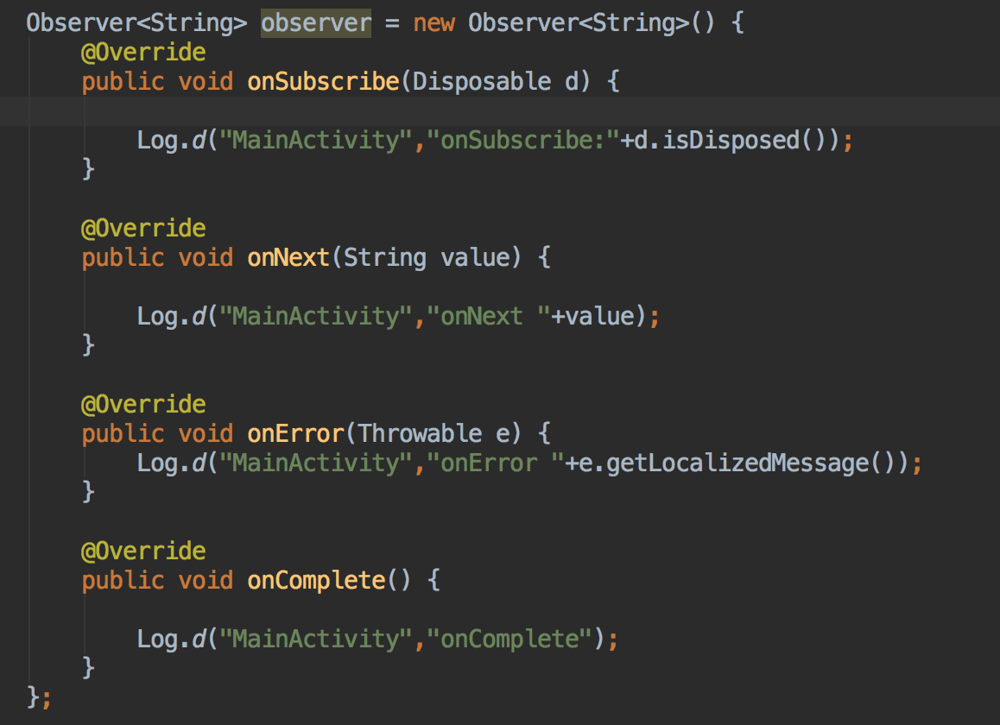 Observer<String> observer = new Observer<String>() {
@Override
public void onSubscribe(Disposable d) {
Log.d("MainActivity","onSubscribe:"+d.isDisposed());
}
@Override
public void onNext(String value) {
Log.d("MainActivity","onNext "+value);
}
@Override
public void onError(Throwable e) {
Log.d("MainActivity","onError "+e.getLocalizedMessage());
}
@Override
public void onComplete() {
Log.d("MainActivity","onComplete");
}
};